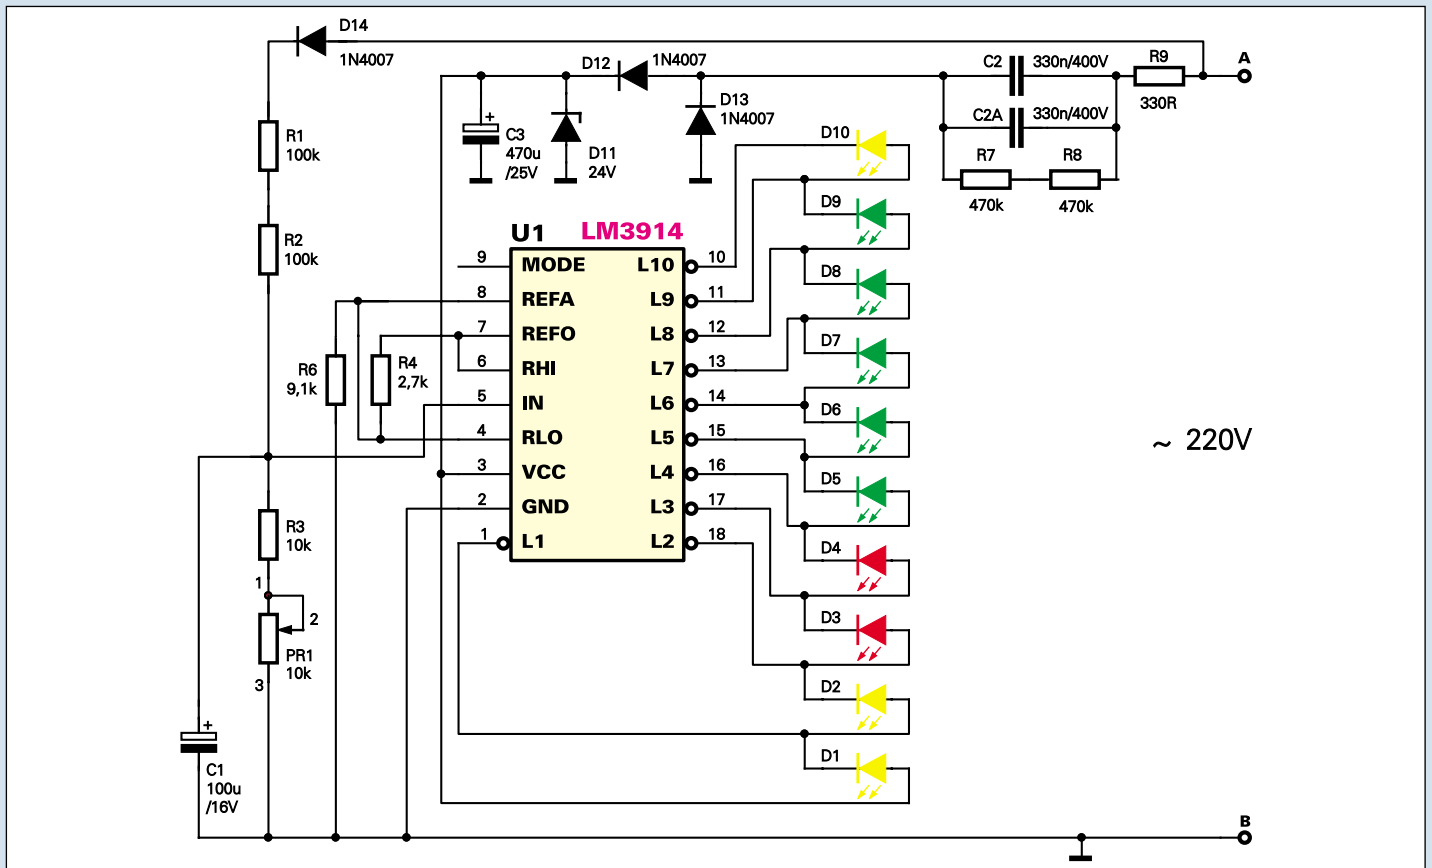 D14
1N4007
D12
1N4007
C2
330n/400V
R9
330R
A
D13
1N4007
C2A
330n/400V
R7
470k
R8
470k
R1
100k
+
C3
470u
/25V
D11
24V
R2
100k
U1
LM3914
9 MODE L10 10
8 REFA L9 11
7 REFO L8 12
6 RHI L7 13
5 IN L6 14
4 RLO L5 15
3 VCC L4 16
2 GND L3 17
1 L1 L2 18
R6
9,1k
R4
2,7k
D10
D9
D8
D7
D6
D5
D4
D3
D2
D1
~ 220V
R3
10k
1
2
PR1
10k
3
+
C1
100u
/16V
B